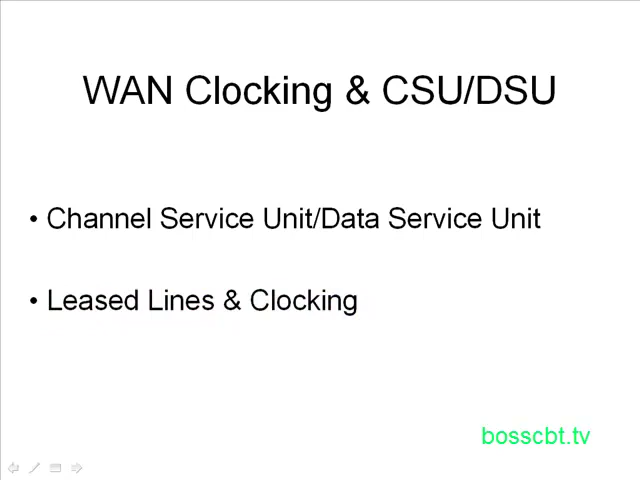 WAN Clocking & CSU/DSU
• Channel Service Unit/Data Service Unit
• Leased Lines & Clocking
bosscbt.tv